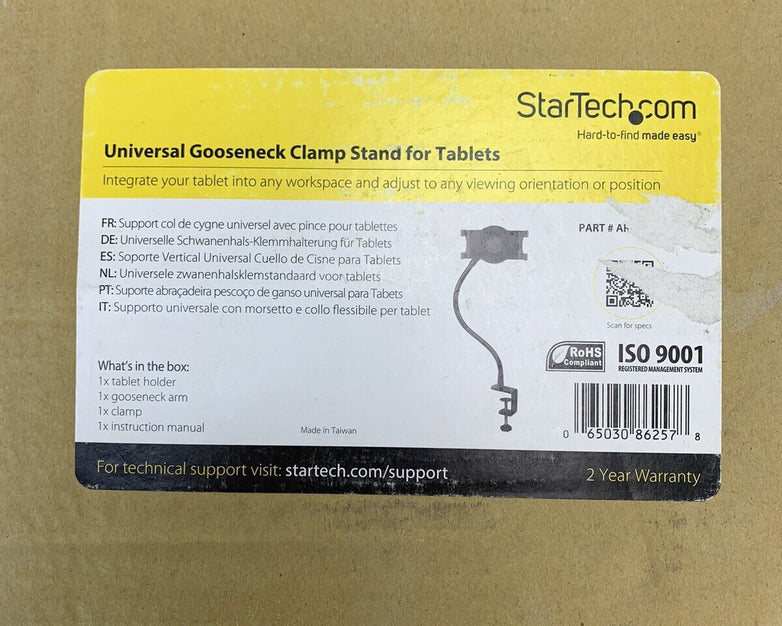 StarTech.com
Hard-to-find made easy®
Universal Gooseneck Clamp Stand for Tablets
Integrate your tablet into any workspace and adjust to any viewing orientation or position
FR: Support col de cygne universel avec pince pour tablettes
DE: Universelle Schwanenhals-Klemmhalterung für Tablets
ES: Soporte Vertical Universal Cuello de Cisne para Tablets
NL: Universele zwanenhalsklemstandaard voor tablets
PT: Suporte abraçadeira pescoço de ganso universal para Tabets
IT: Supporto universale con morsetto e collo flessibile per tablet
PART #
Scan for specs
RoHS
Compliant
ISO 9001
REGISTERED MANAGEMENT SYSTEM
What's in the box:
1x tablet holder
1x gooseneck arm
1x clamp
1x instruction manual
Made in Taiwan
0 65030 86257 8
For technical support visit: startech.com/support
2 Year Warranty